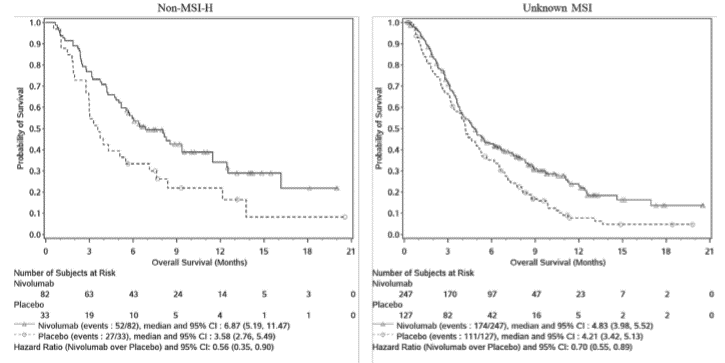 Non-MSI-H
Probability of Survival
1.0
0.9
0.8
0.7
0.6
0.5
0.4
0.3
0.2
0.1
0.0
0 3 6 9 12 15 18 21
Overall Survival (Months)
Number of Subjects at Risk
Nivolumab
82 63 43 24 14 5 3 0
Placebo
33 19 10 5 4 1 1 0
Nivolumab (events : 52/82), median and 95% CI : 6.87 (5.19, 11.47)
Placebo (events : 27/33), median and 95% CI : 3.58 (2.76, 5.49)
Hazard Ratio (Nivolumab over Placebo) and 95% CI: 0.56 (0.35, 0.90)
Unknown MSI
Probability of Survival
1.0
0.9
0.8
0.7
0.6
0.5
0.4
0.3
0.2
0.1
0.0
0 3 6 9 12 15 18 21
Overall Survival (Months)
Number of Subjects at Risk
Nivolumab
247 170 97 47 23 7 2 0
Placebo
127 82 42 16 5 2 2 0
Nivolumab (events : 174/247), median and 95% CI : 4.83 (3.98, 5.52)
Placebo (events : 111/127), median and 95% CI : 4.21 (3.42, 5.13)
Hazard Ratio (Nivolumab over Placebo) and 95% CI: 0.70 (0.55, 0.89)